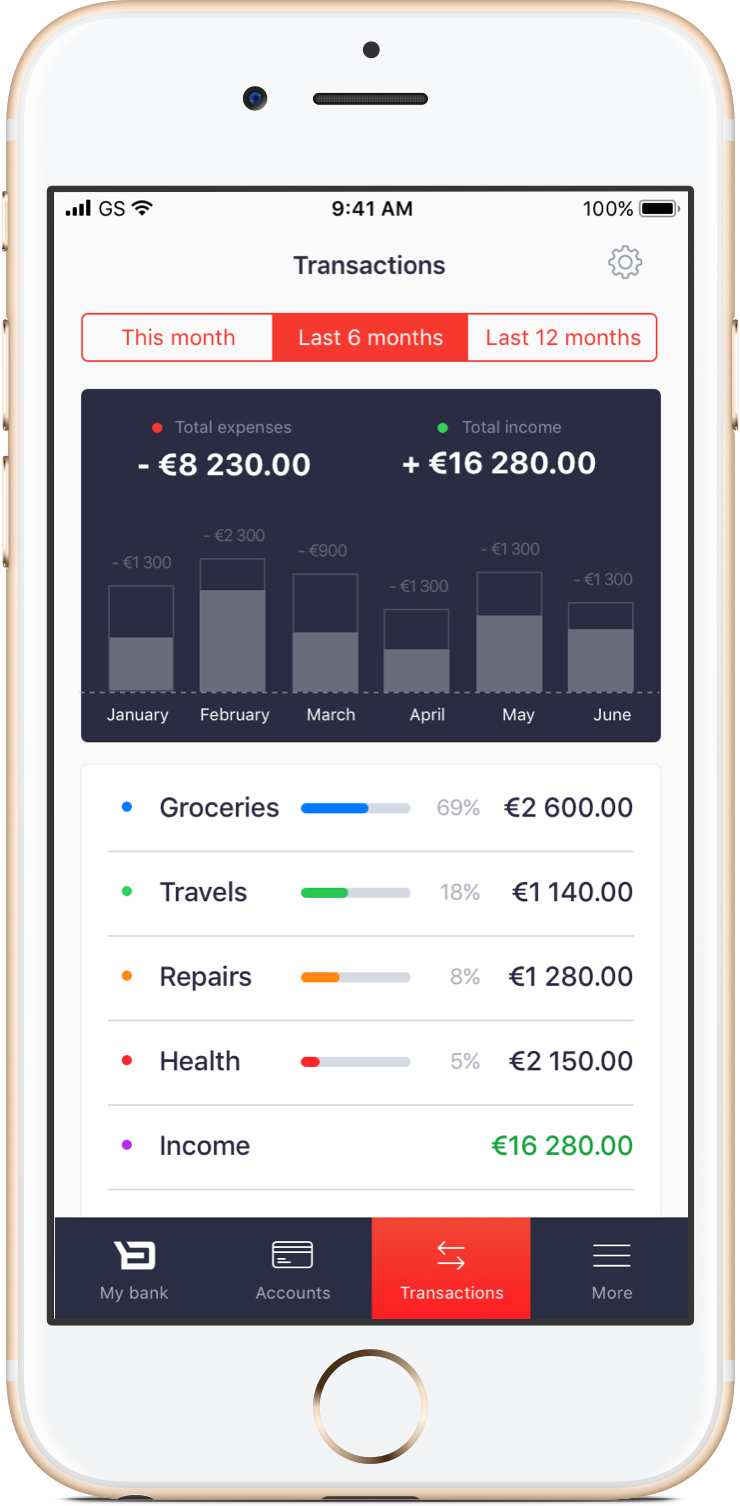 GS 9:41 AM 100%
Transactions
This month Last 6 months Last 12 months
Total expenses Total income
- €8 230.00 + €16 280.00
- €1 300 - €2 300 - €900 - €1 300 - €1 300 - €1 300
January February March April May June
Groceries 69% €2 600.00
Travels 18% €1 140.00
Repairs 8% €1 280.00
Health 5% €2 150.00
Income €16 280.00
My bank Accounts Transactions More